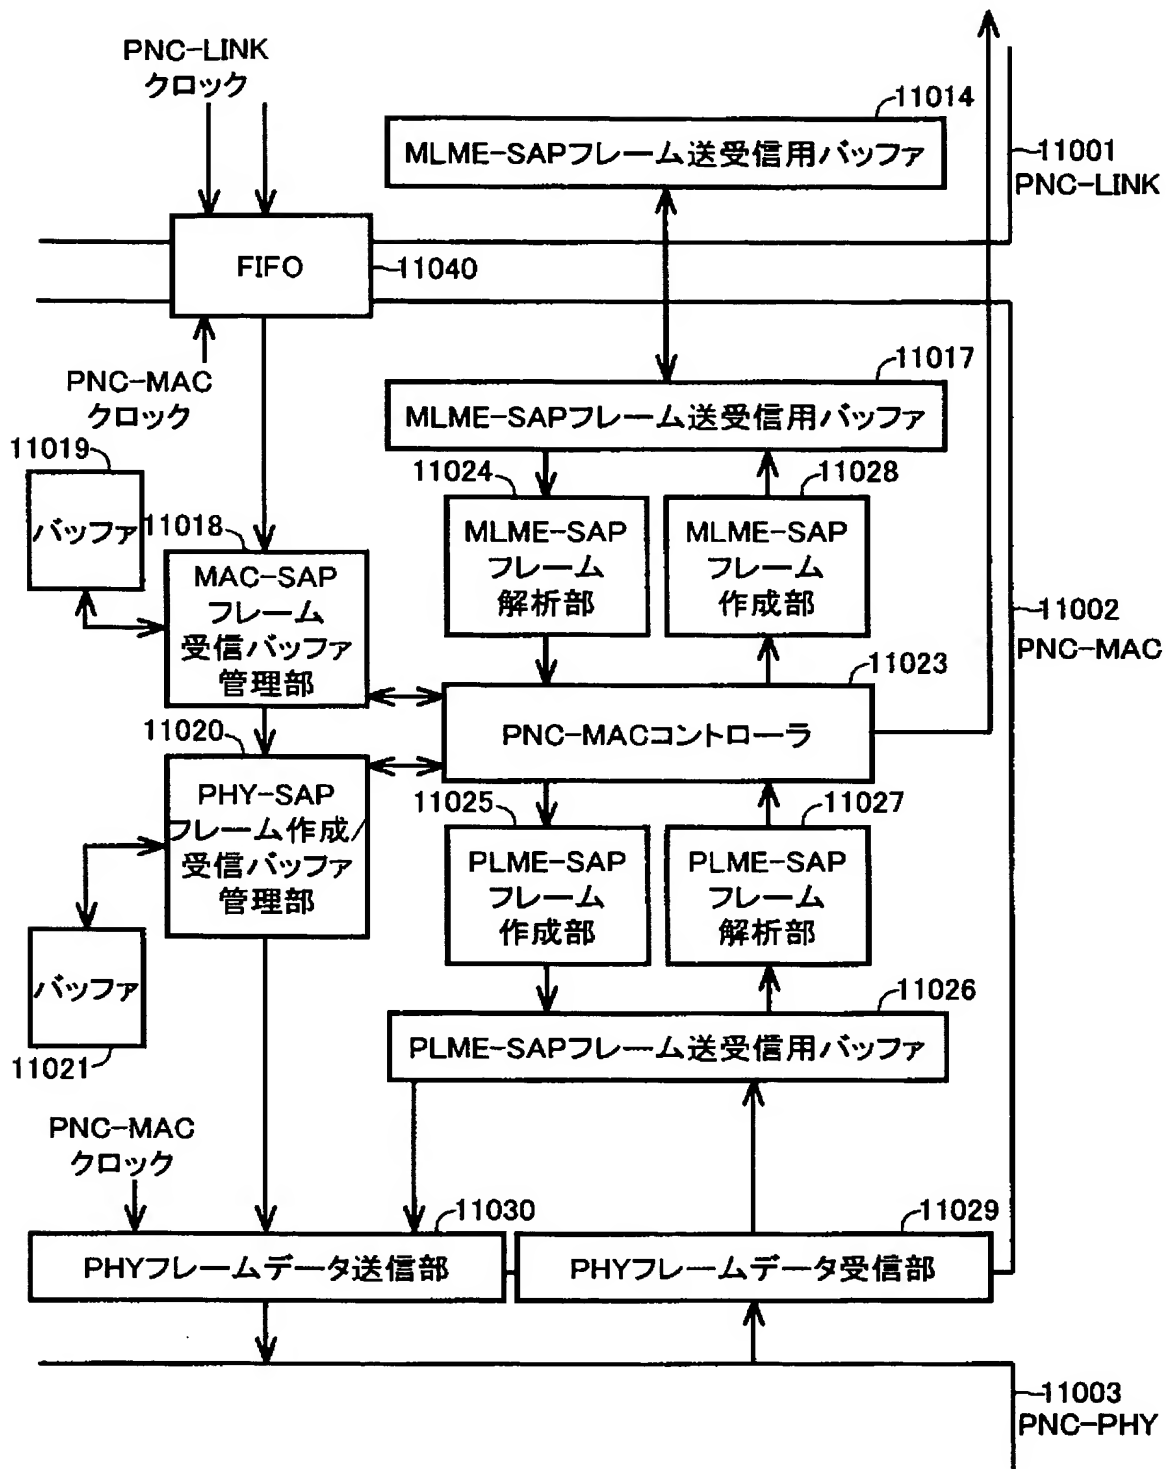 PNC-LINK
クロック
11014
MLME-SAPフレーム送受信用バッファ
11001
PNC-LINK
FIFO
11040
PNC-MAC
クロック
11017
MLME-SAPフレーム送受信用バッファ
11019
バッファ
11018
MAC-SAP
フレーム
受信バッファ
管理部
11024
MLME-SAP
フレーム
解析部
11028
MLME-SAP
フレーム
作成部
11002
PNC-MAC
11023
PNC-MACコントローラ
11020
PHY-SAP
フレーム作成/
受信バッファ
管理部
11025
PLME-SAP
フレーム
作成部
11027
PLME-SAP
フレーム
解析部
バッファ
11021
11026
PLME-SAPフレーム送受信用バッファ
PNC-MAC
クロック
11030
PHYフレームデータ送信部
11029
PHYフレームデータ受信部
11003
PNC-PHY